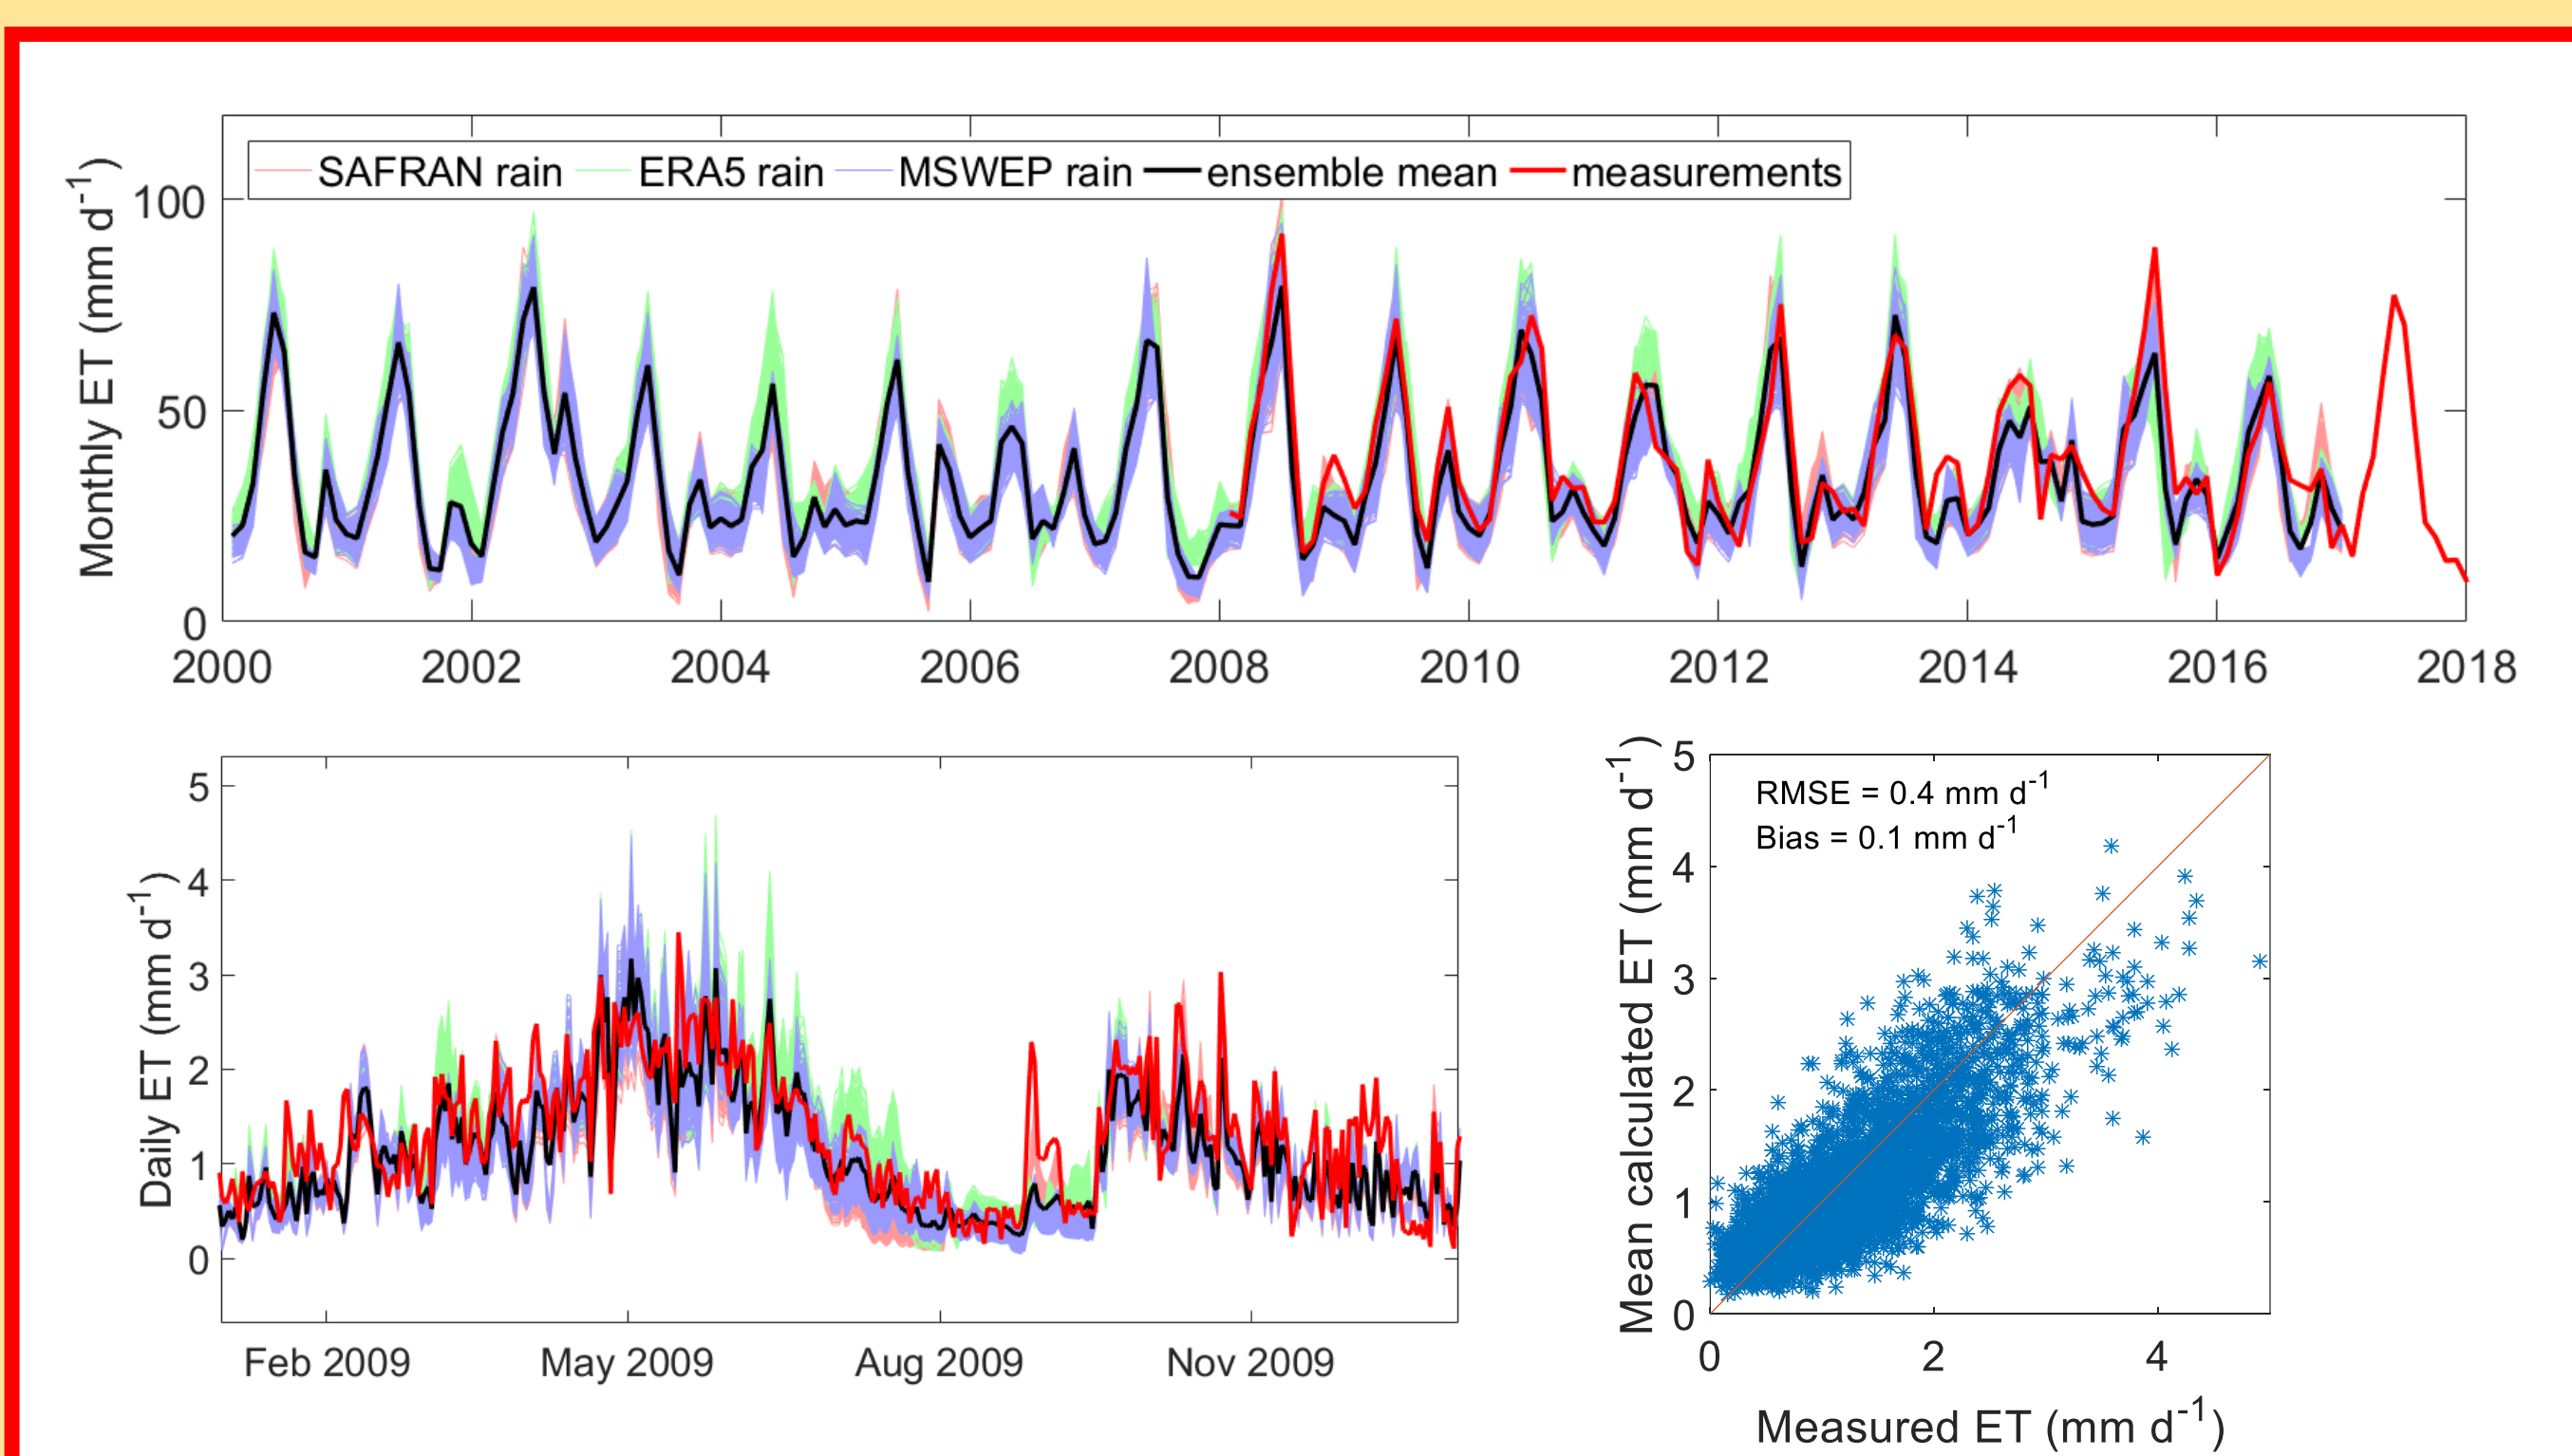 SAFRAN rain ERA5 rain MSWEP rain ensemble mean measurements
Monthly ET (mm d-1)
100
50
0
2000 2002 2004 2006 2008 2010 2012 2014 2016 2018
Daily ET (mm d-1)
5
4
3
2
1
0
Feb 2009 May 2009 Aug 2009 Nov 2009
Mean calculated ET (mm d-1)
RMSE = 0.4 mm d-1
Bias = 0.1 mm d-1
5
4
3
2
1
0
0 2 4
Measured ET (mm d-1)